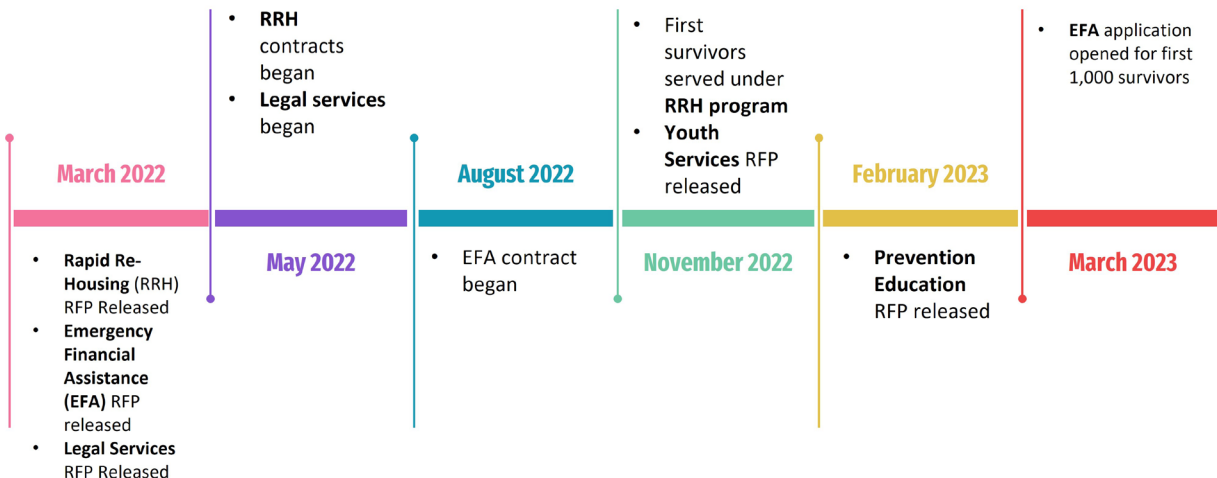 March 2022
• Rapid Re-
Housing (RRH)
RFP Released
• Emergency
Financial
Assistance
(EFA) RFP
released
• Legal Services
RFP Released
• RRH
contracts
began
• Legal services
began
May 2022
August 2022
• EFA contract
began
• First
survivors
served under
RRH program
• Youth
Services RFP
released
November 2022
February 2023
• Prevention
Education
RFP released
• EFA application
opened for first
1,000 survivors
March 2023